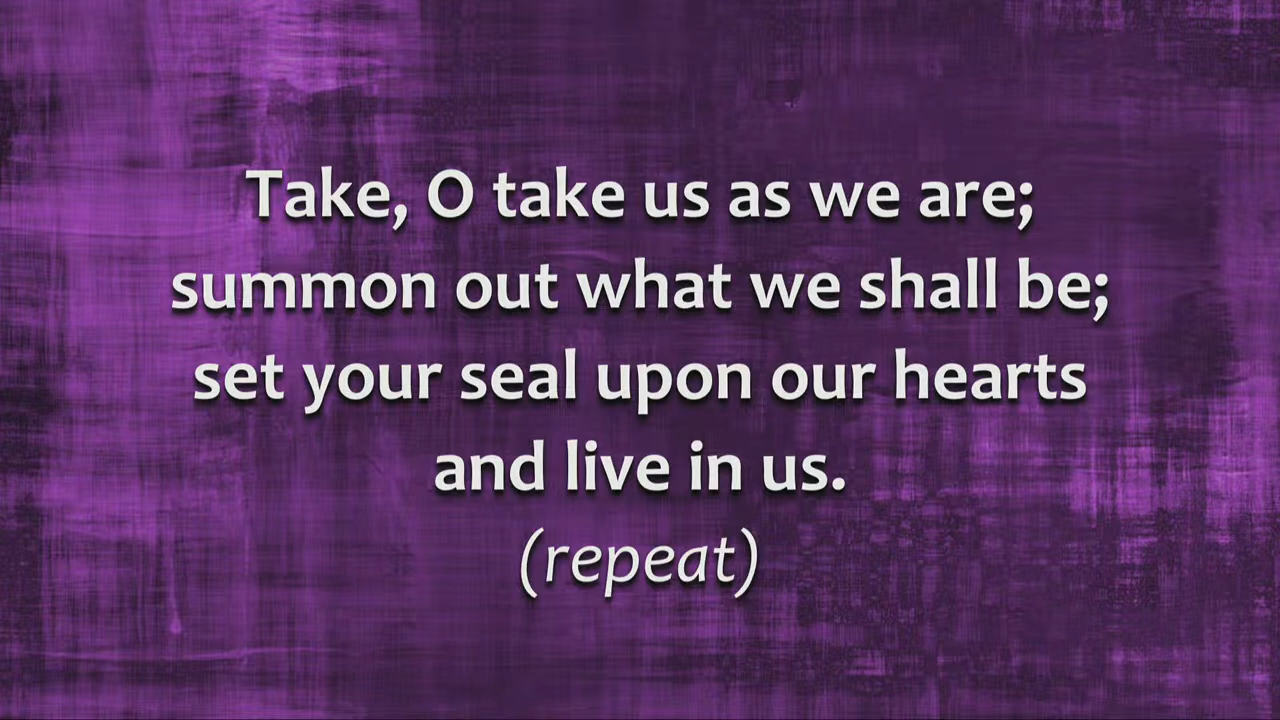 Take, O take us as we are;
summon out what we shall be;
set your seal upon our hearts
and live in us.
(repeat)